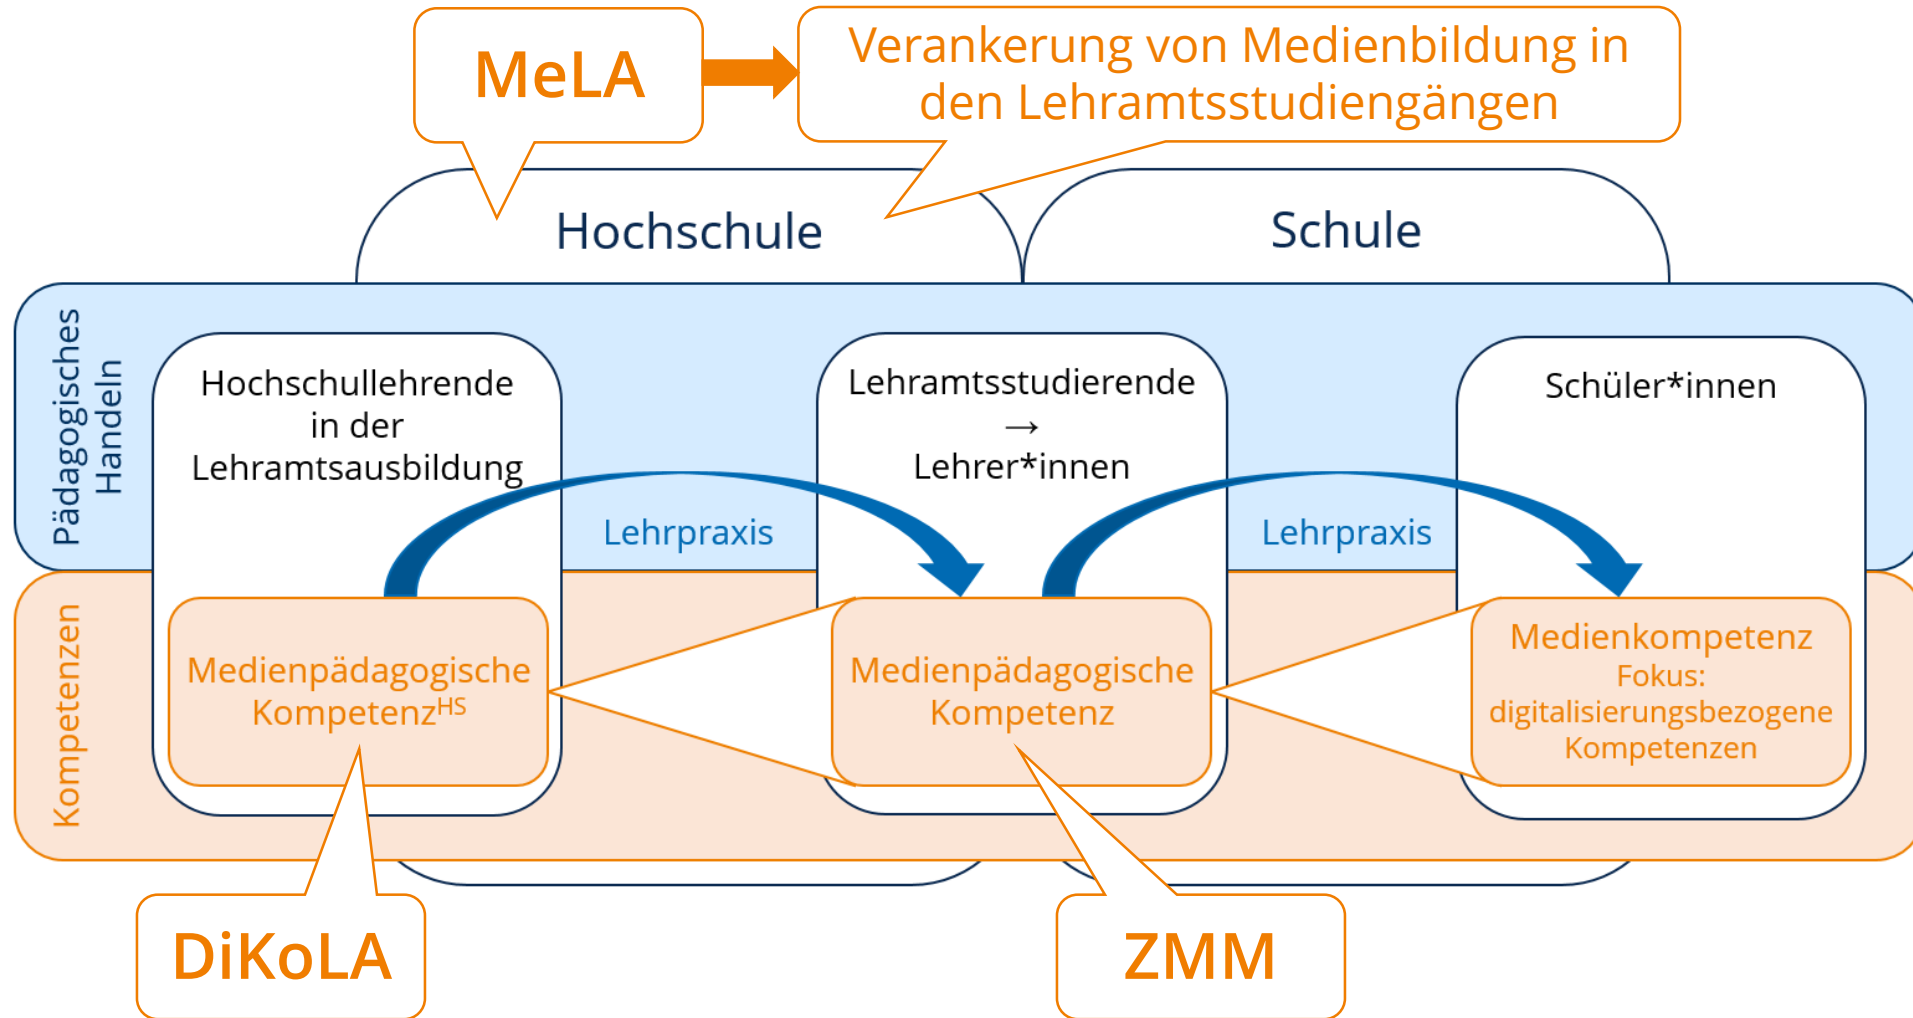 MeLA
Verankerung von Medienbildung in
den Lehramtsstudiengängen
Hochschule
Schule
Pädagogisches
Handeln
Hochschullehrende
in der
Lehramtsausbildung
Lehramtsstudierende
→
Lehrer*innen
Schüler*innen
Lehrpraxis
Lehrpraxis
Kompetenzen
Medienpädagogische
Kompetenzᴴˢ
Medienpädagogische
Kompetenz
Medienkompetenz
Fokus:
digitalisierungsbezogene
Kompetenzen
DiKoLA
ZMM